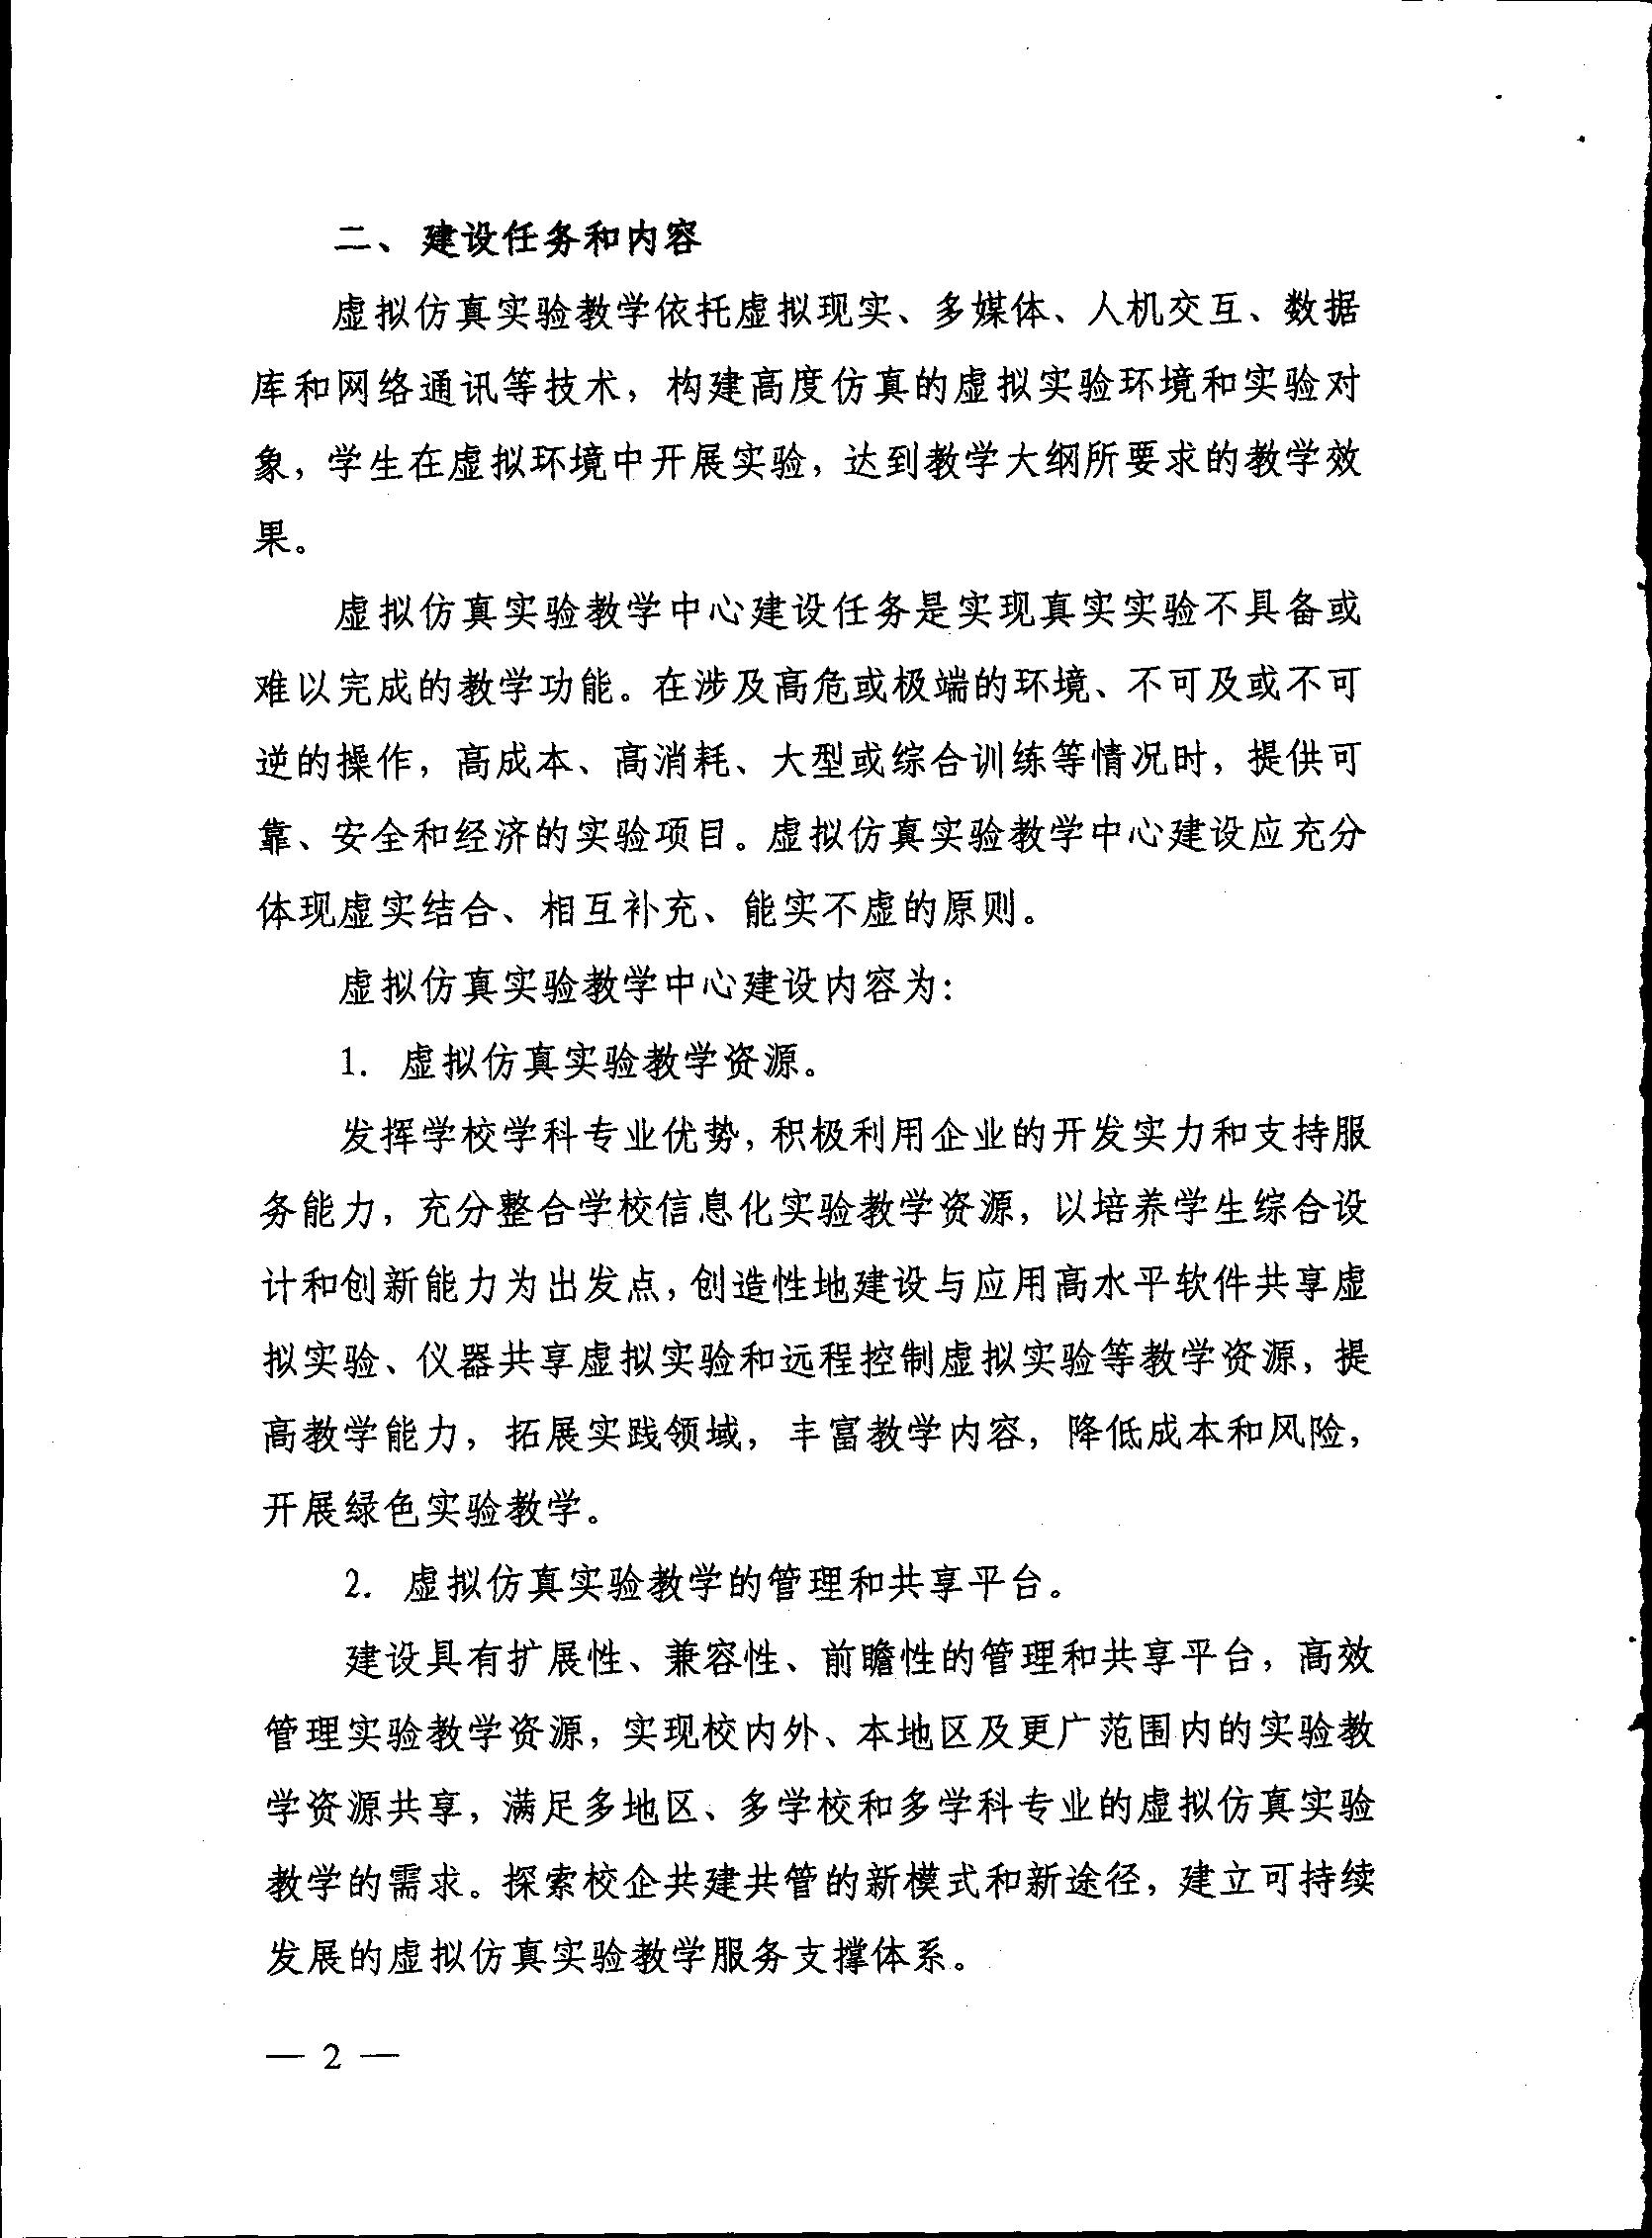 二、建设任务和内容
虚拟仿真实验教学依托虚拟现实、多媒体、人机交互、数据
库和网络通讯等技术，构建高度仿真的虚拟实验环境和实验对
象，学生在虚拟环境中开展实验，达到教学大纲所要求的教学效
果。
虚拟仿真实验教学中心建设任务是实现真实实验不具备或
难以完成的教学功能。在涉及高危或极端的环境、不可及或不可
逆的操作，高成本、高消耗、大型或综合训练等情况时，提供可
靠、安全和经济的实验项目。虚拟仿真实验教学中心建设应充分
体现虚实结合、相互补充、能实不虚的原则。
虚拟仿真实验教学中心建设内容为：
1. 虚拟仿真实验教学资源。
发挥学校学科专业优势，积极利用企业的开发实力和支持服
务能力，充分整合学校信息化实验教学资源，以培养学生综合设
计和创新能力为出发点，创造性地建设与应用高水平软件共享虚
拟实验、仪器共享虚拟实验和远程控制虚拟实验等教学资源，提
高教学能力，拓展实践领域，丰富教学内容，降低成本和风险，
开展绿色实验教学。
2. 虚拟仿真实验教学的管理和共享平台。
建设具有扩展性、兼容性、前瞻性的管理和共享平台，高效
管理实验教学资源，实现校内外、本地区及更广范围内的实验教
学资源共享，满足多地区、多学校和多学科专业的虚拟仿真实验
教学的需求。探索校企共建共管的新模式和新途径，建立可持续
发展的虚拟仿真实验教学服务支撑体系。
— 2 —